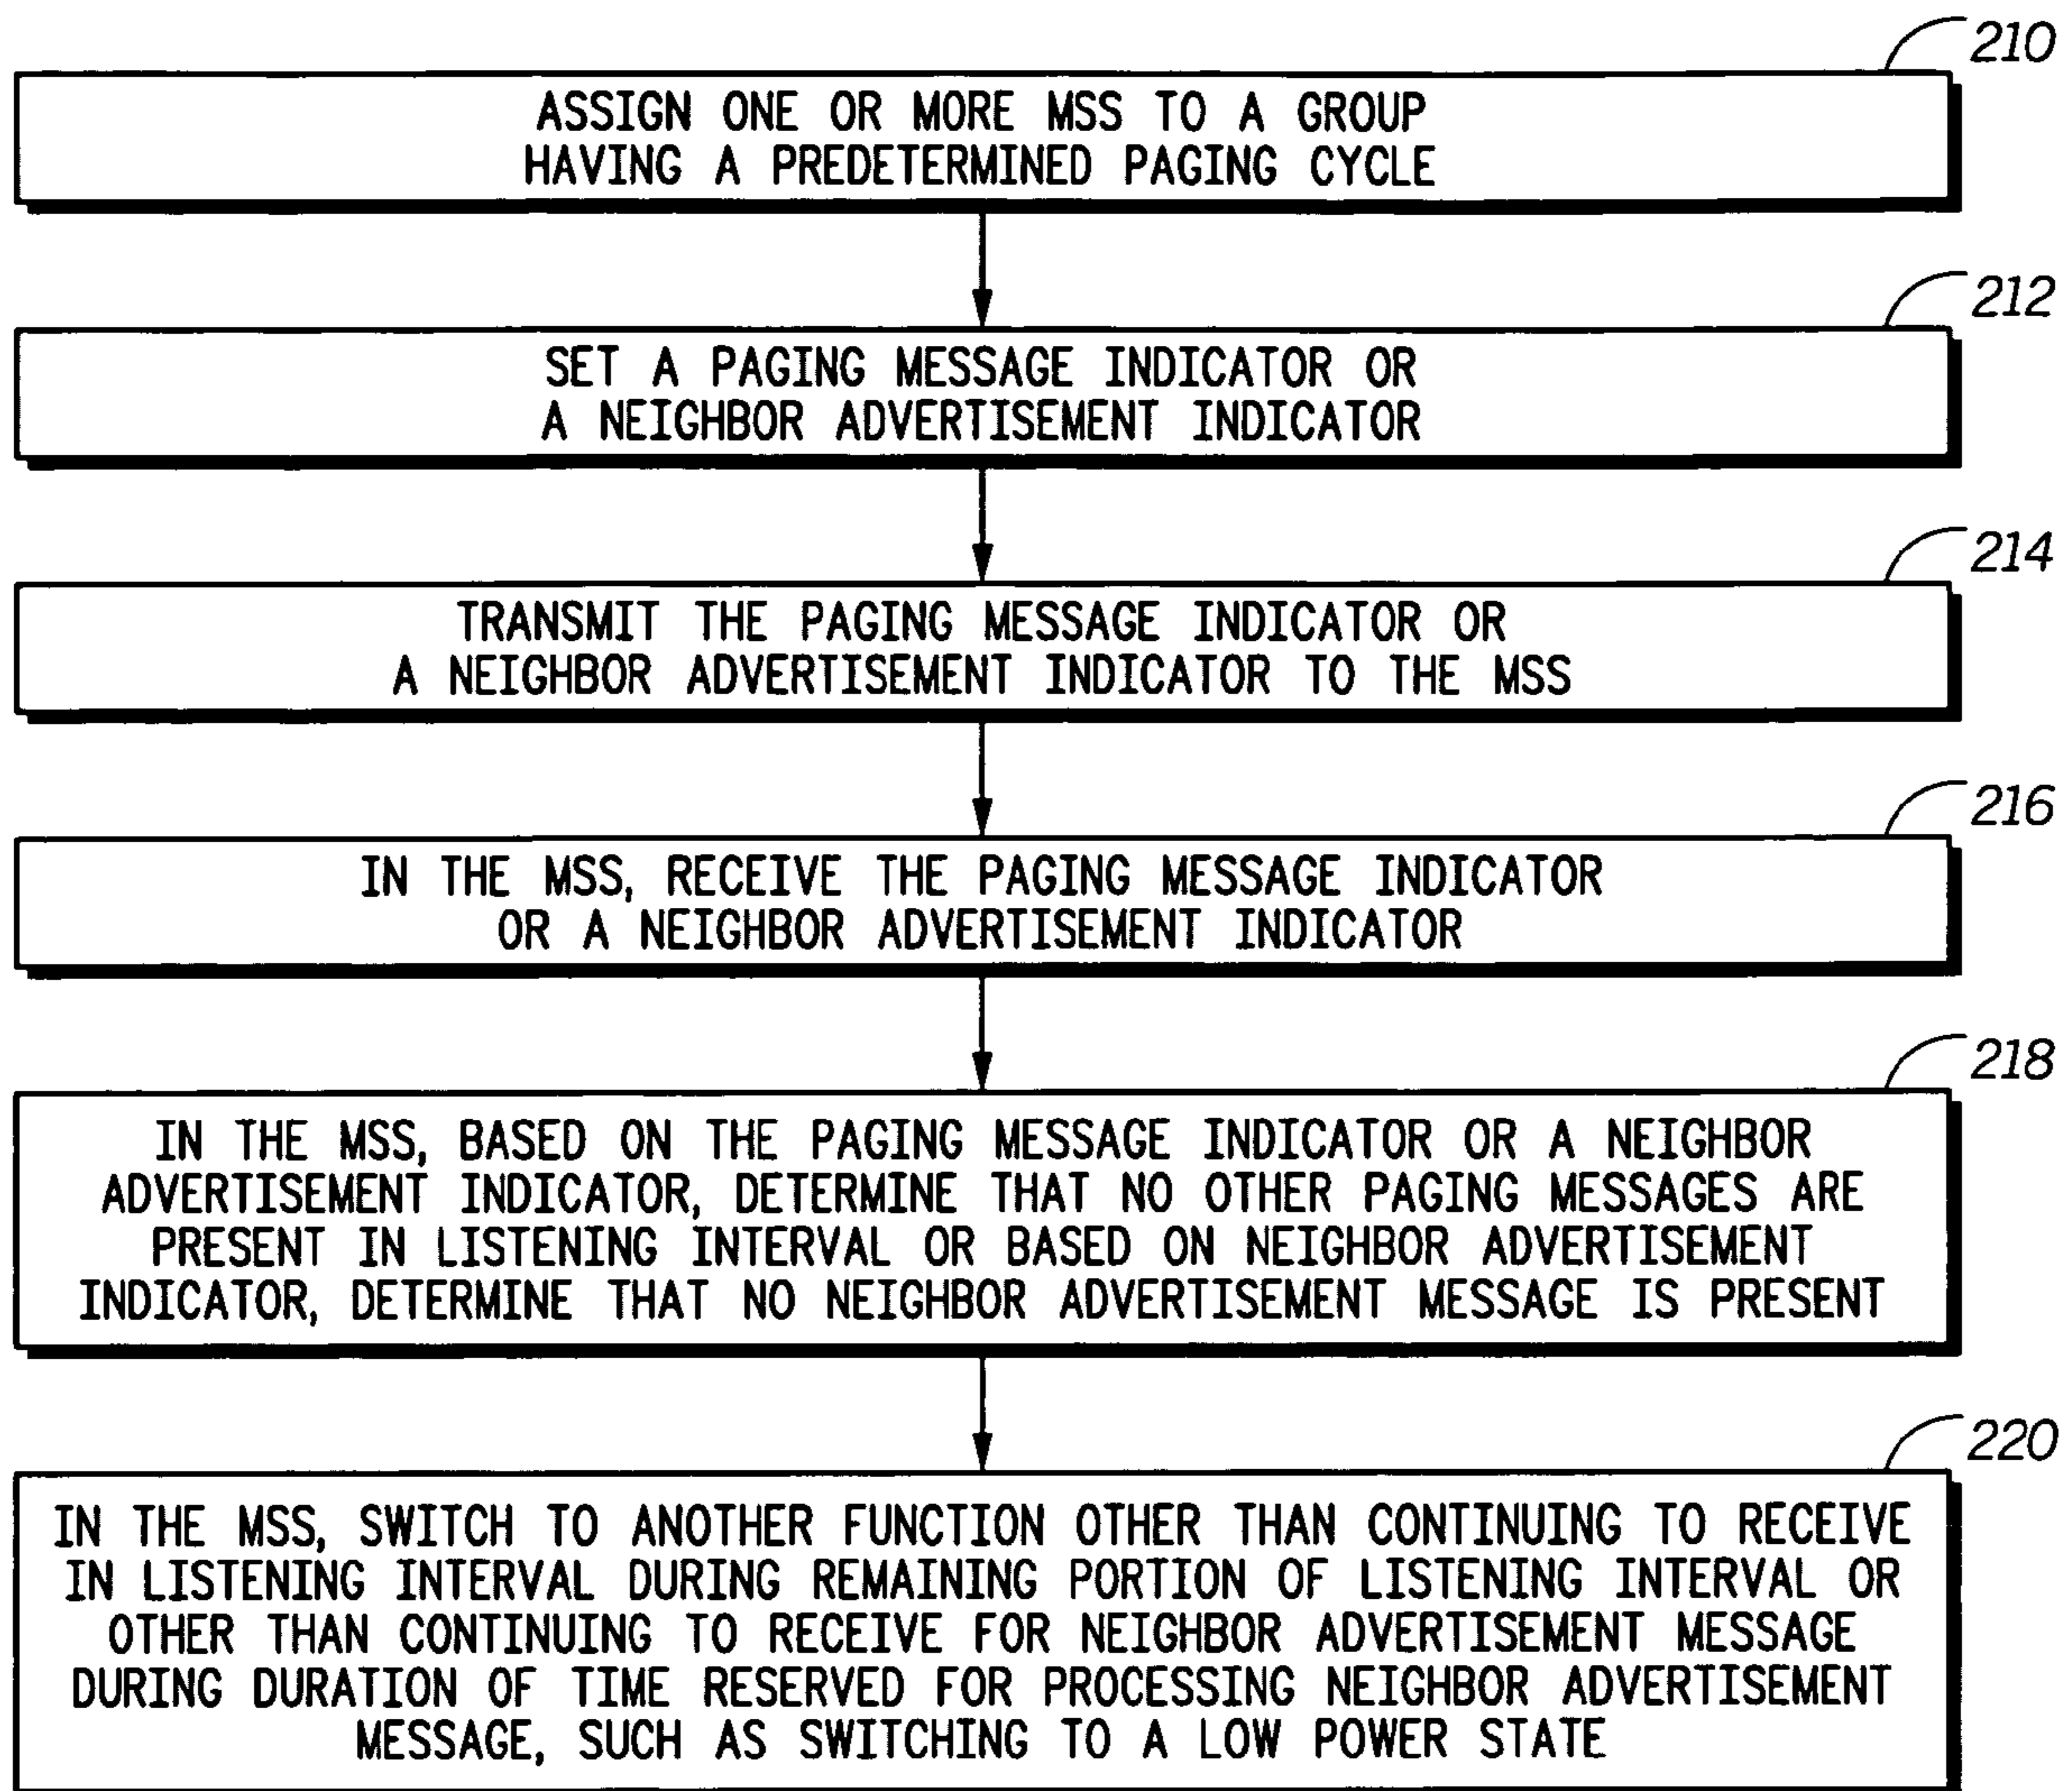 210
ASSIGN ONE OR MORE MSS TO A GROUP
HAVING A PREDETERMINED PAGING CYCLE
212
SET A PAGING MESSAGE INDICATOR OR
A NEIGHBOR ADVERTISEMENT INDICATOR
214
TRANSMIT THE PAGING MESSAGE INDICATOR OR
A NEIGHBOR ADVERTISEMENT INDICATOR TO THE MSS
216
IN THE MSS, RECEIVE THE PAGING MESSAGE INDICATOR
OR A NEIGHBOR ADVERTISEMENT INDICATOR
218
IN THE MSS, BASED ON THE PAGING MESSAGE INDICATOR OR A NEIGHBOR
ADVERTISEMENT INDICATOR, DETERMINE THAT NO OTHER PAGING MESSAGES ARE
PRESENT IN LISTENING INTERVAL OR BASED ON NEIGHBOR ADVERTISEMENT
INDICATOR, DETERMINE THAT NO NEIGHBOR ADVERTISEMENT MESSAGE IS PRESENT
220
IN THE MSS, SWITCH TO ANOTHER FUNCTION OTHER THAN CONTINUING TO RECEIVE
IN LISTENING INTERVAL DURING REMAINING PORTION OF LISTENING INTERVAL OR
OTHER THAN CONTINUING TO RECEIVE FOR NEIGHBOR ADVERTISEMENT MESSAGE
DURING DURATION OF TIME RESERVED FOR PROCESSING NEIGHBOR ADVERTISEMENT
MESSAGE, SUCH AS SWITCHING TO A LOW POWER STATE